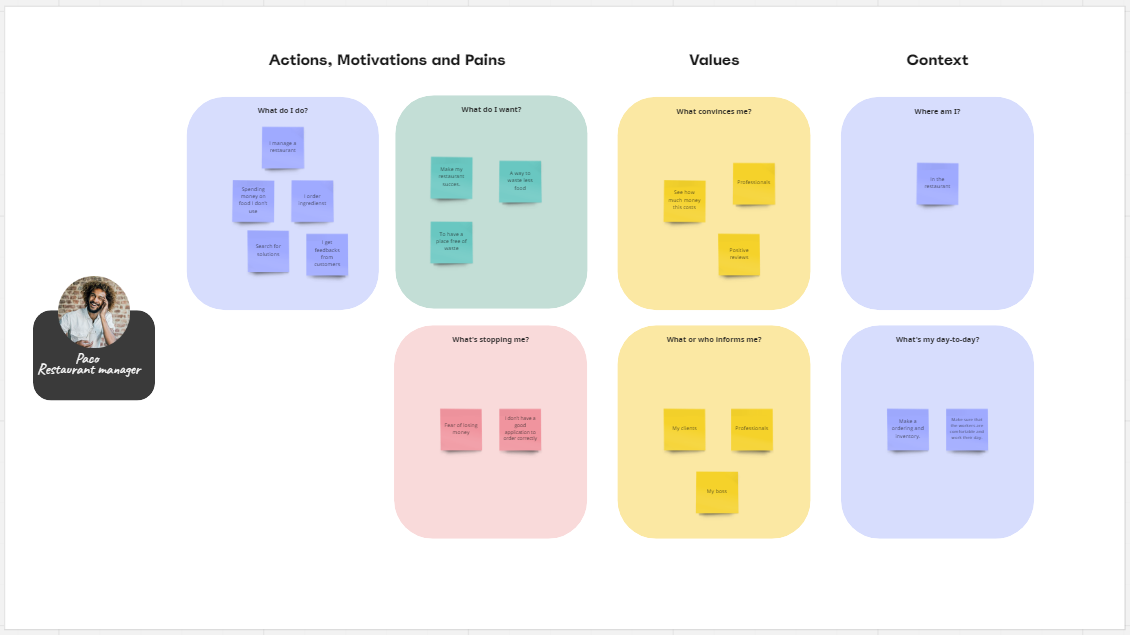 Actions, Motivations and Pains
Values
Context
What do I do?
I manage a
restaurant
Spending
money on
food I don't
use
I order
ingredients
Search for
solutions
I get
feedbacks
from
customers
What do I want?
Make my
restaurant
succes.
A way to
waste less
food
To have a
place free of
waste
What convinces me?
See how
much money
this costs
Professionals
Positive
reviews
Where am I?
In the
restaurant
Paco
Restaurant manager
What's stopping me?
Fear of losing
money
I don't have a
good
application to
order correctly.
What or who informs me?
My clients
Professionals
My boss
What's my day-to-day?
Make a
ordering and
inventory.
Make sure that
the workers are
comfortable and